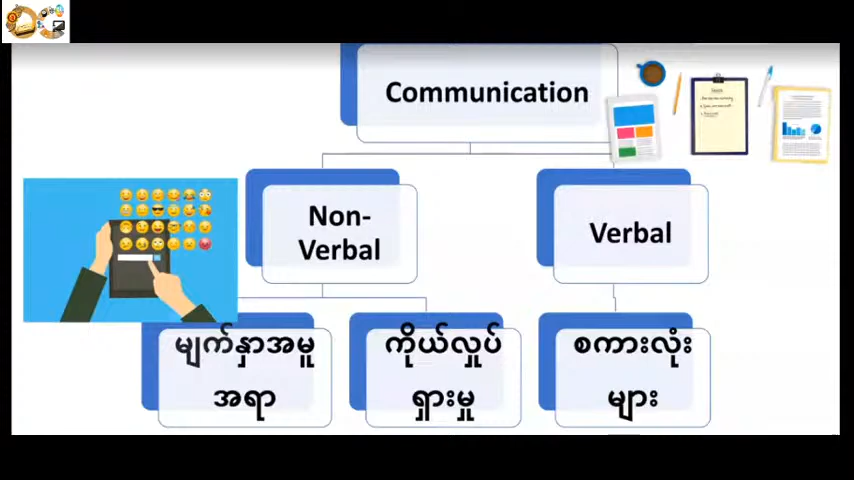 Communication
Non-
Verbal
Verbal
မျက်နှာအမူ
အရာ
ကိုယ်လှုပ်
ရှားမှု
စကားလုံး
များ